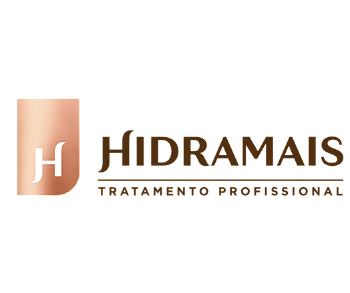 H
HIDRAMAIS
TRATAMENTO PROFISSIONAL